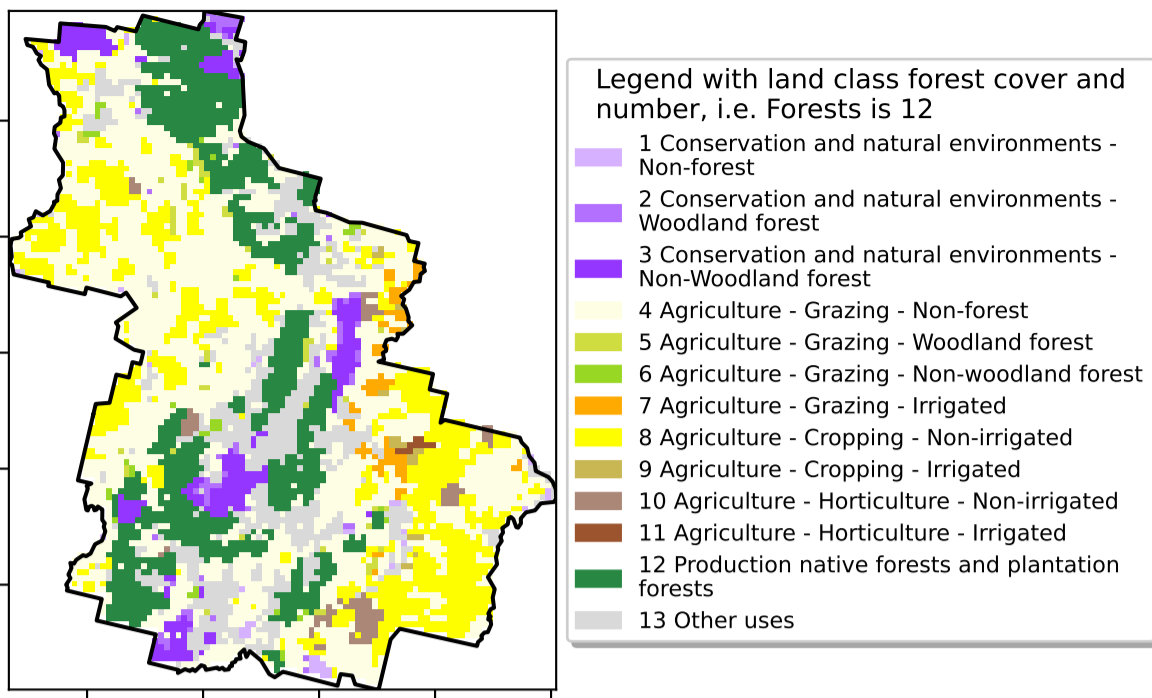 Legend with land class forest cover and
number, i.e. Forests is 12
1 Conservation and natural environments -
Non-forest
2 Conservation and natural environments -
Woodland forest
3 Conservation and natural environments -
Non-Woodland forest
4 Agriculture - Grazing - Non-forest
5 Agriculture - Grazing - Woodland forest
6 Agriculture - Grazing - Non-woodland forest
7 Agriculture - Grazing - Irrigated
8 Agriculture - Cropping - Non-irrigated
9 Agriculture - Cropping - Irrigated
10 Agriculture - Horticulture - Non-irrigated
11 Agriculture - Horticulture - Irrigated
12 Production native forests and plantation
forests
13 Other uses